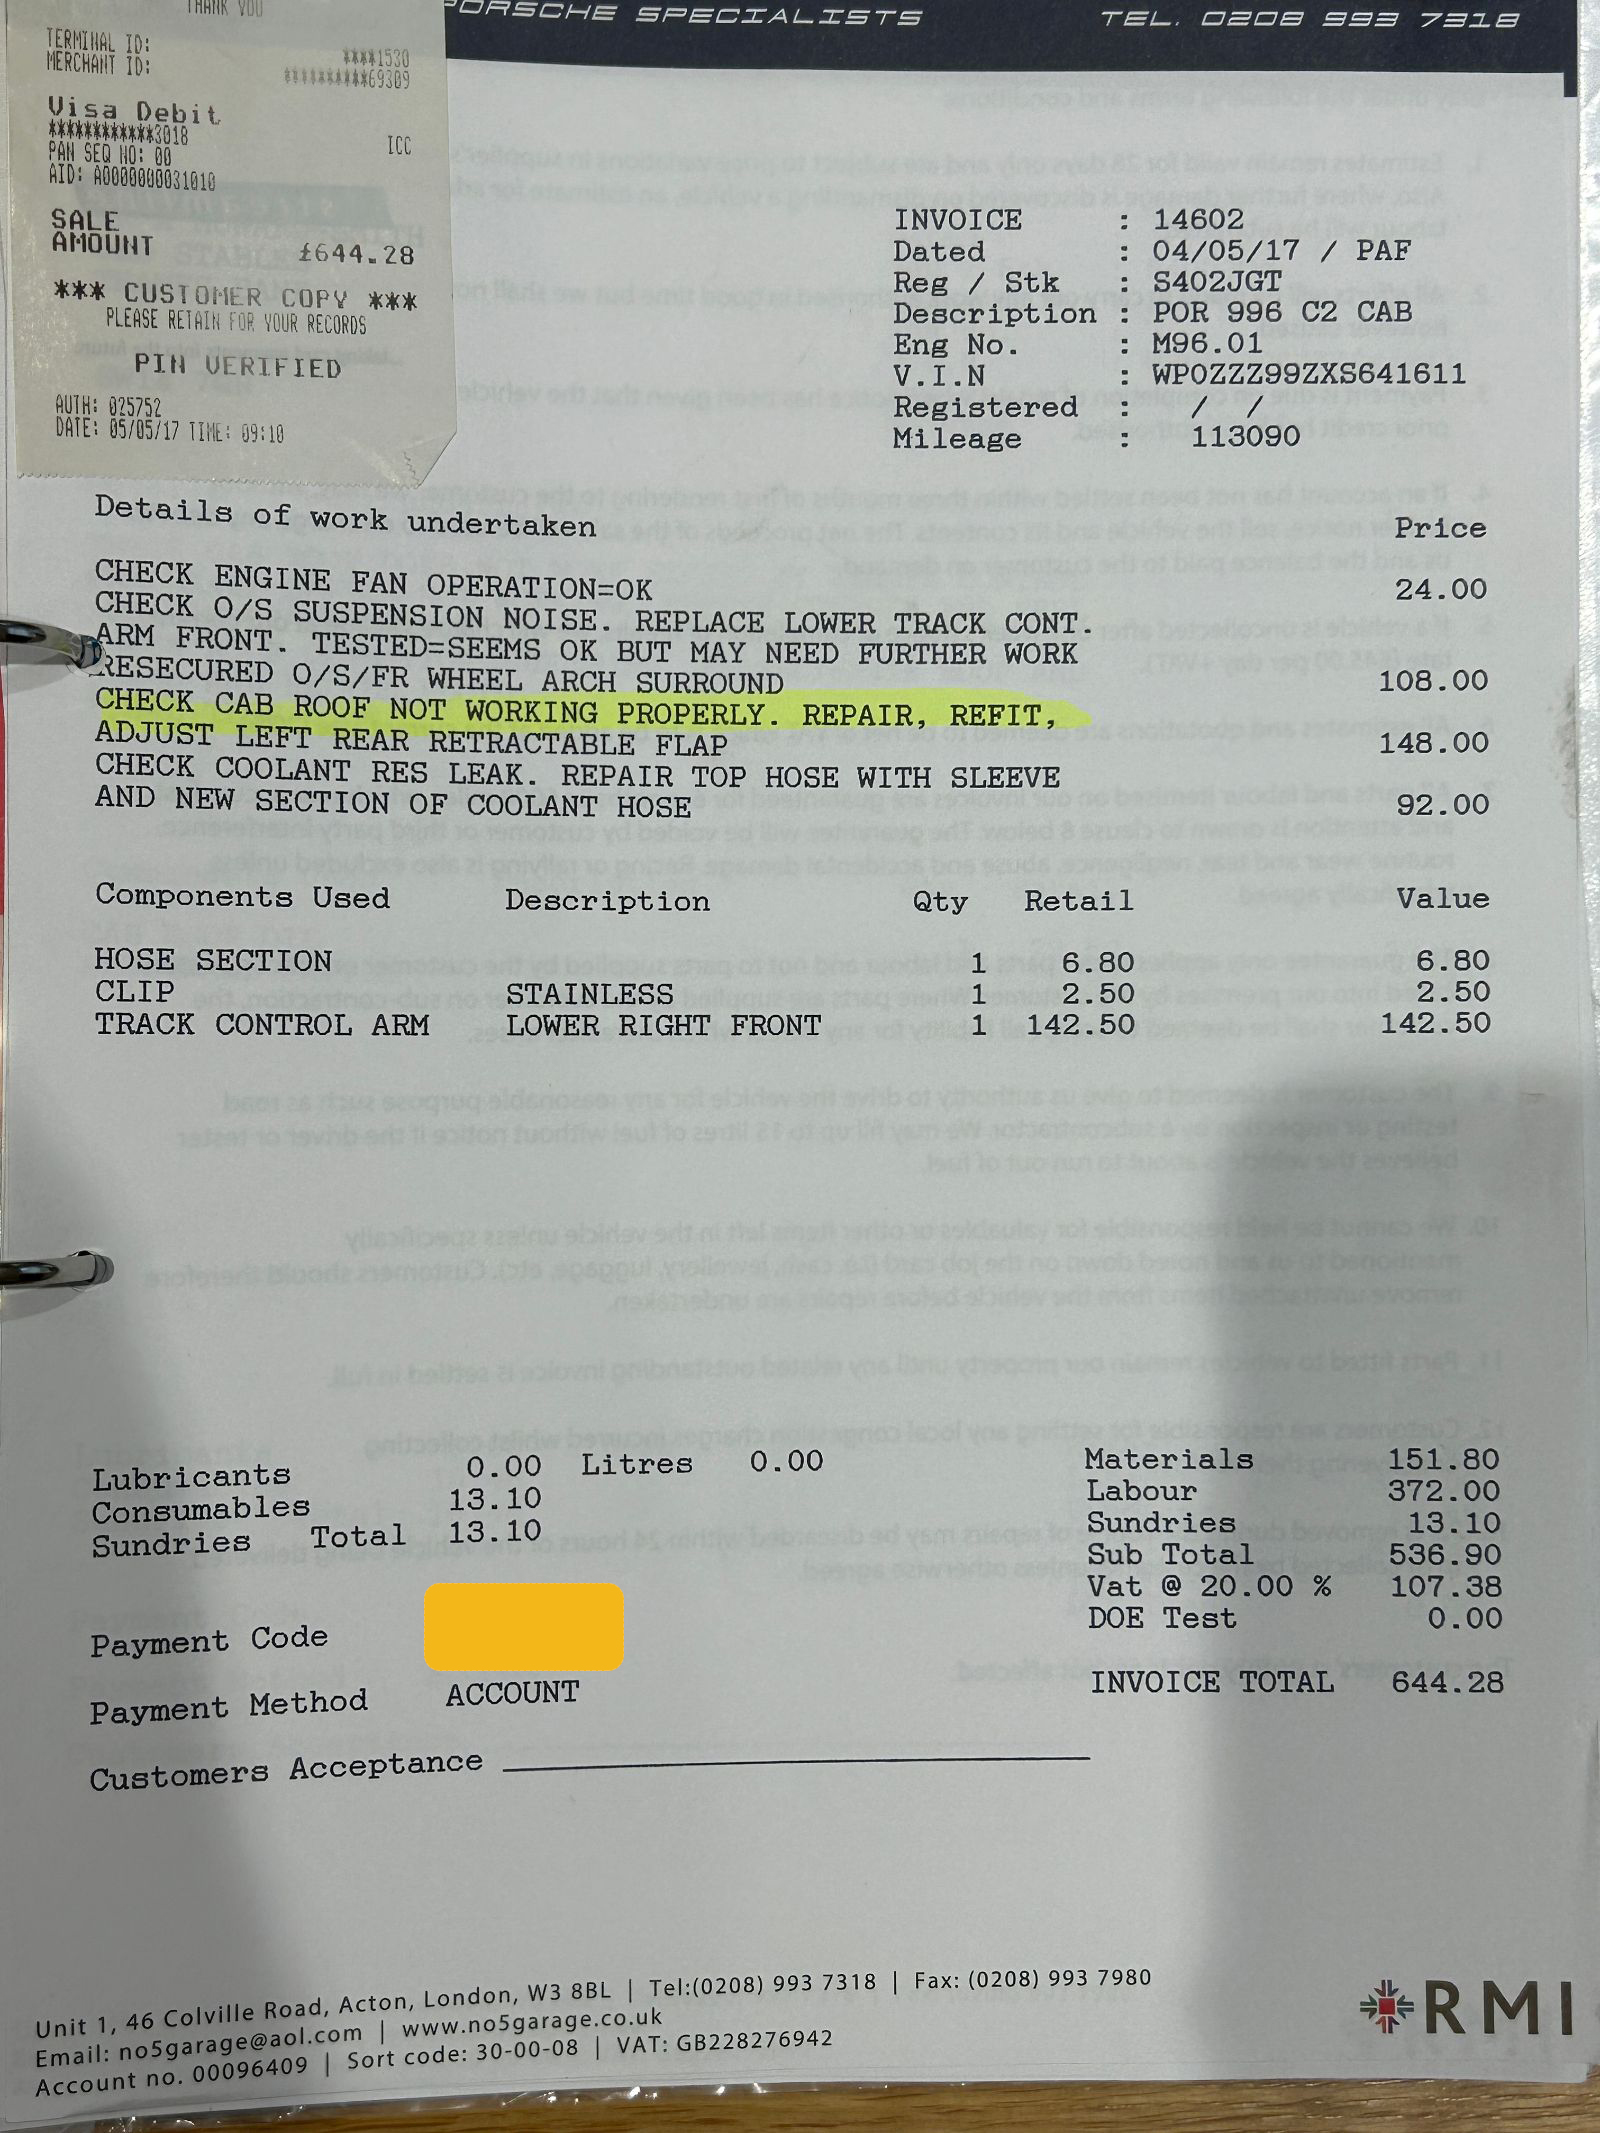 THANK YOU
TERMINAL ID: ****1530
MERCHANT ID: **********69309
Visa Debit
************3018
PAN SEQ NO: 00 ICC
AID: A0000000031010
SALE
AMOUNT £644.28
*** CUSTOMER COPY ***
PLEASE RETAIN FOR YOUR RECORDS
PIN VERIFIED
AUTH: 025752
DATE: 05/05/17 TIME: 09:10
PORSCHE SPECIALISTS TEL. 0208 993 7318
INVOICE : 14602
Dated : 04/05/17 / PAF
Reg / Stk : S402JGT
Description : POR 996 C2 CAB
Eng No. : M96.01
V.I.N : WPOZZZ99ZXS641611
Registered : / /
Mileage : 113090
Details of work undertaken Price
CHECK ENGINE FAN OPERATION=OK 24.00
CHECK O/S SUSPENSION NOISE. REPLACE LOWER TRACK CONT.
ARM FRONT. TESTED=SEEMS OK BUT MAY NEED FURTHER WORK
RESECURED O/S/FR WHEEL ARCH SURROUND 108.00
CHECK CAB ROOF NOT WORKING PROPERLY. REPAIR, REFIT,
ADJUST LEFT REAR RETRACTABLE FLAP 148.00
CHECK COOLANT RES LEAK. REPAIR TOP HOSE WITH SLEEVE
AND NEW SECTION OF COOLANT HOSE 92.00
Components Used Description Qty Retail Value
HOSE SECTION 1 6.80 6.80
CLIP STAINLESS 1 2.50 2.50
TRACK CONTROL ARM LOWER RIGHT FRONT 1 142.50 142.50
Lubricants 0.00 Litres 0.00
Consumables 13.10
Sundries Total 13.10
Materials 151.80
Labour 372.00
Sundries 13.10
Sub Total 536.90
Vat @ 20.00 % 107.38
DOE Test 0.00
Payment Code
Payment Method ACCOUNT
INVOICE TOTAL 644.28
Customers Acceptance
Unit 1, 46 Colville Road, Acton, London, W3 8BL | Tel:(0208) 993 7318 | Fax: (0208) 993 7980
Email: no5garage@aol.com | www.no5garage.co.uk
Account no. 00096409 | Sort code: 30-00-08 | VAT: GB228276942
RMI